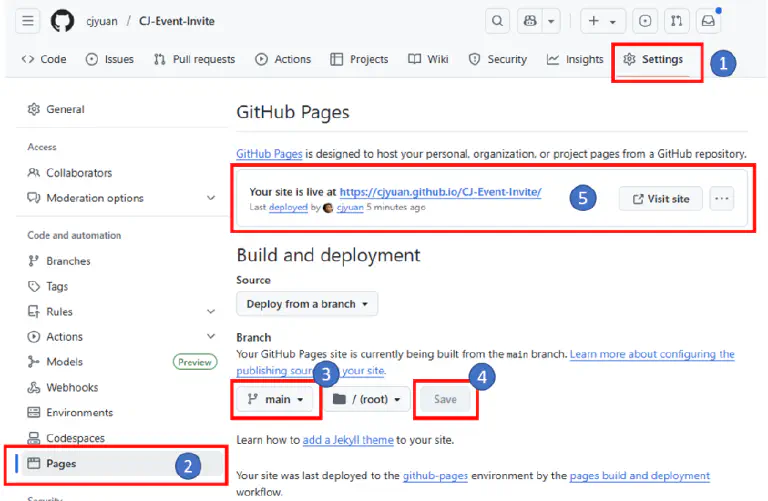 cjyuan / CJ-Event-Invite
Code Issues Pull requests Actions Projects Wiki Security Insights Settings 1
General
Access
Collaborators
Moderation options
Code and automation
Branches
Tags
Rules
Actions
Models Preview
Webhooks
Environments
Codespaces
Pages 2
Security
GitHub Pages
GitHub Pages is designed to host your personal, organization, or project pages from a GitHub repository.
Your site is live at https://cjyuan.github.io/CJ-Event-Invite/ 5 Visit site
Last deployed by cjyuan 5 minutes ago
Build and deployment
Source
Deploy from a branch
Branch
Your GitHub Pages site is currently being built from the main branch. Learn more about configuring the
publishing your site. 3 4
main / (root) Save
Learn how to add a Jekyll theme to your site.
Your site was last deployed to the github-pages environment by the pages build and deployment
workflow.